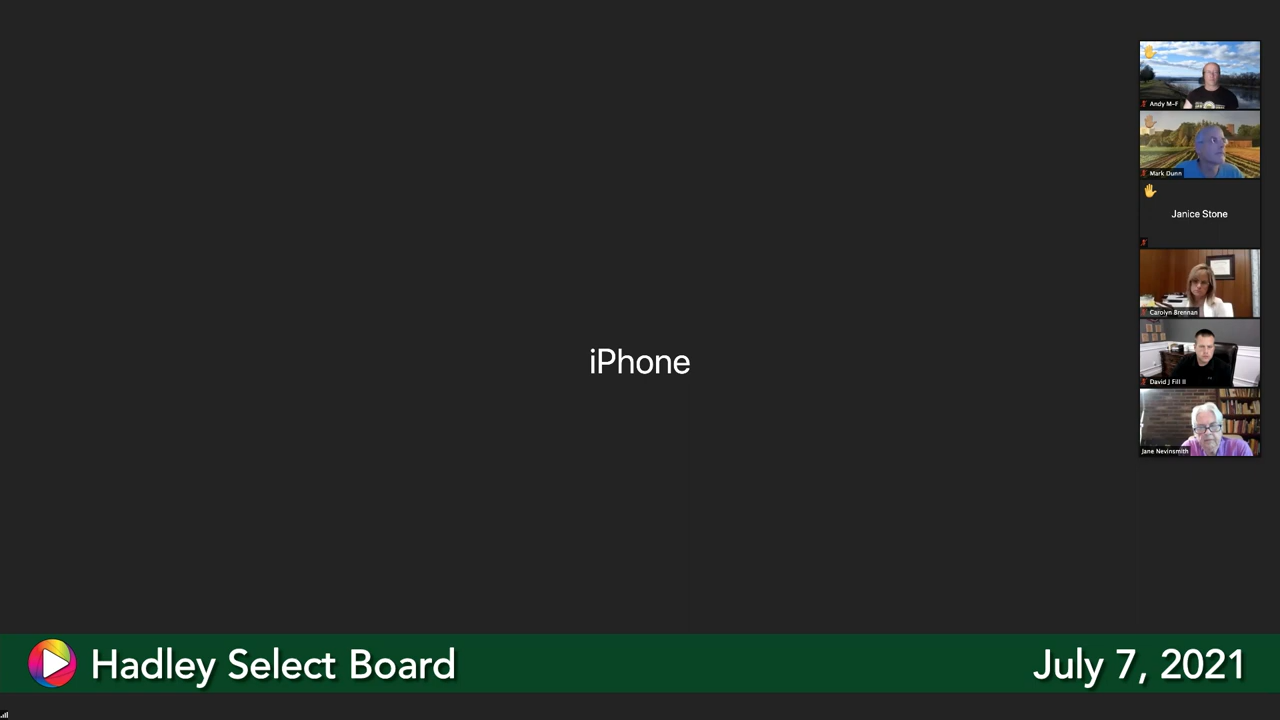 Andy M-F
Mark Dunn
Janice Stone
Carolyn Brennan
David J Fill II
Jane Nevinsmith
iPhone
Hadley Select Board
July 7, 2021